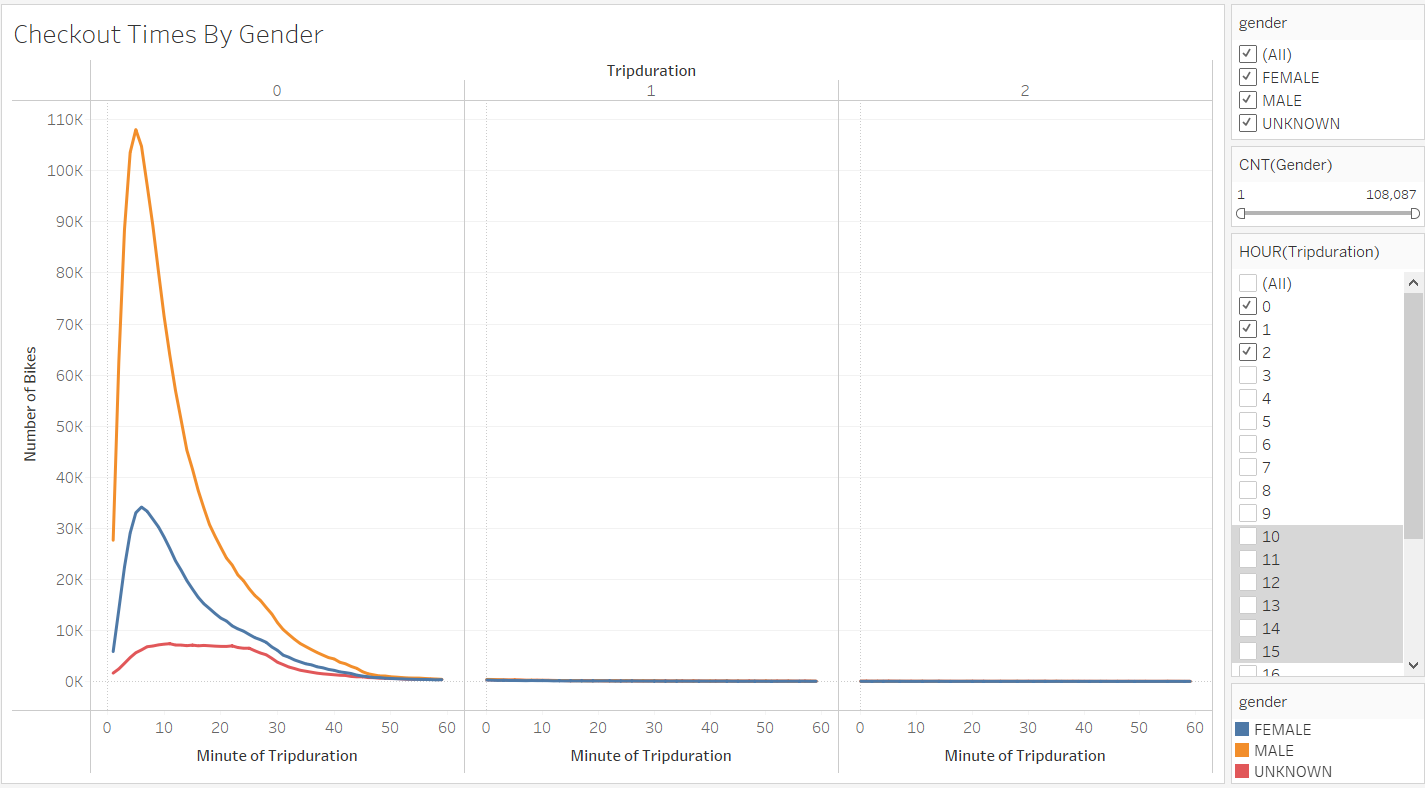 Checkout Times By Gender
Tripduration
0 1 2
Number of Bikes
110K
100K
90K
80K
70K
60K
50K
40K
30K
20K
10K
0K
0 10 20 30 40 50 60 0 10 20 30 40 50 60 0 10 20 30 40 50 60
Minute of Tripduration Minute of Tripduration Minute of Tripduration
gender
(All)
FEMALE
MALE
UNKNOWN
CNT(Gender)
1 108,087
HOUR(Tripduration)
(All)
0
1
2
3
4
5
6
7
8
9
10
11
12
13
14
15
16
gender
FEMALE
MALE
UNKNOWN